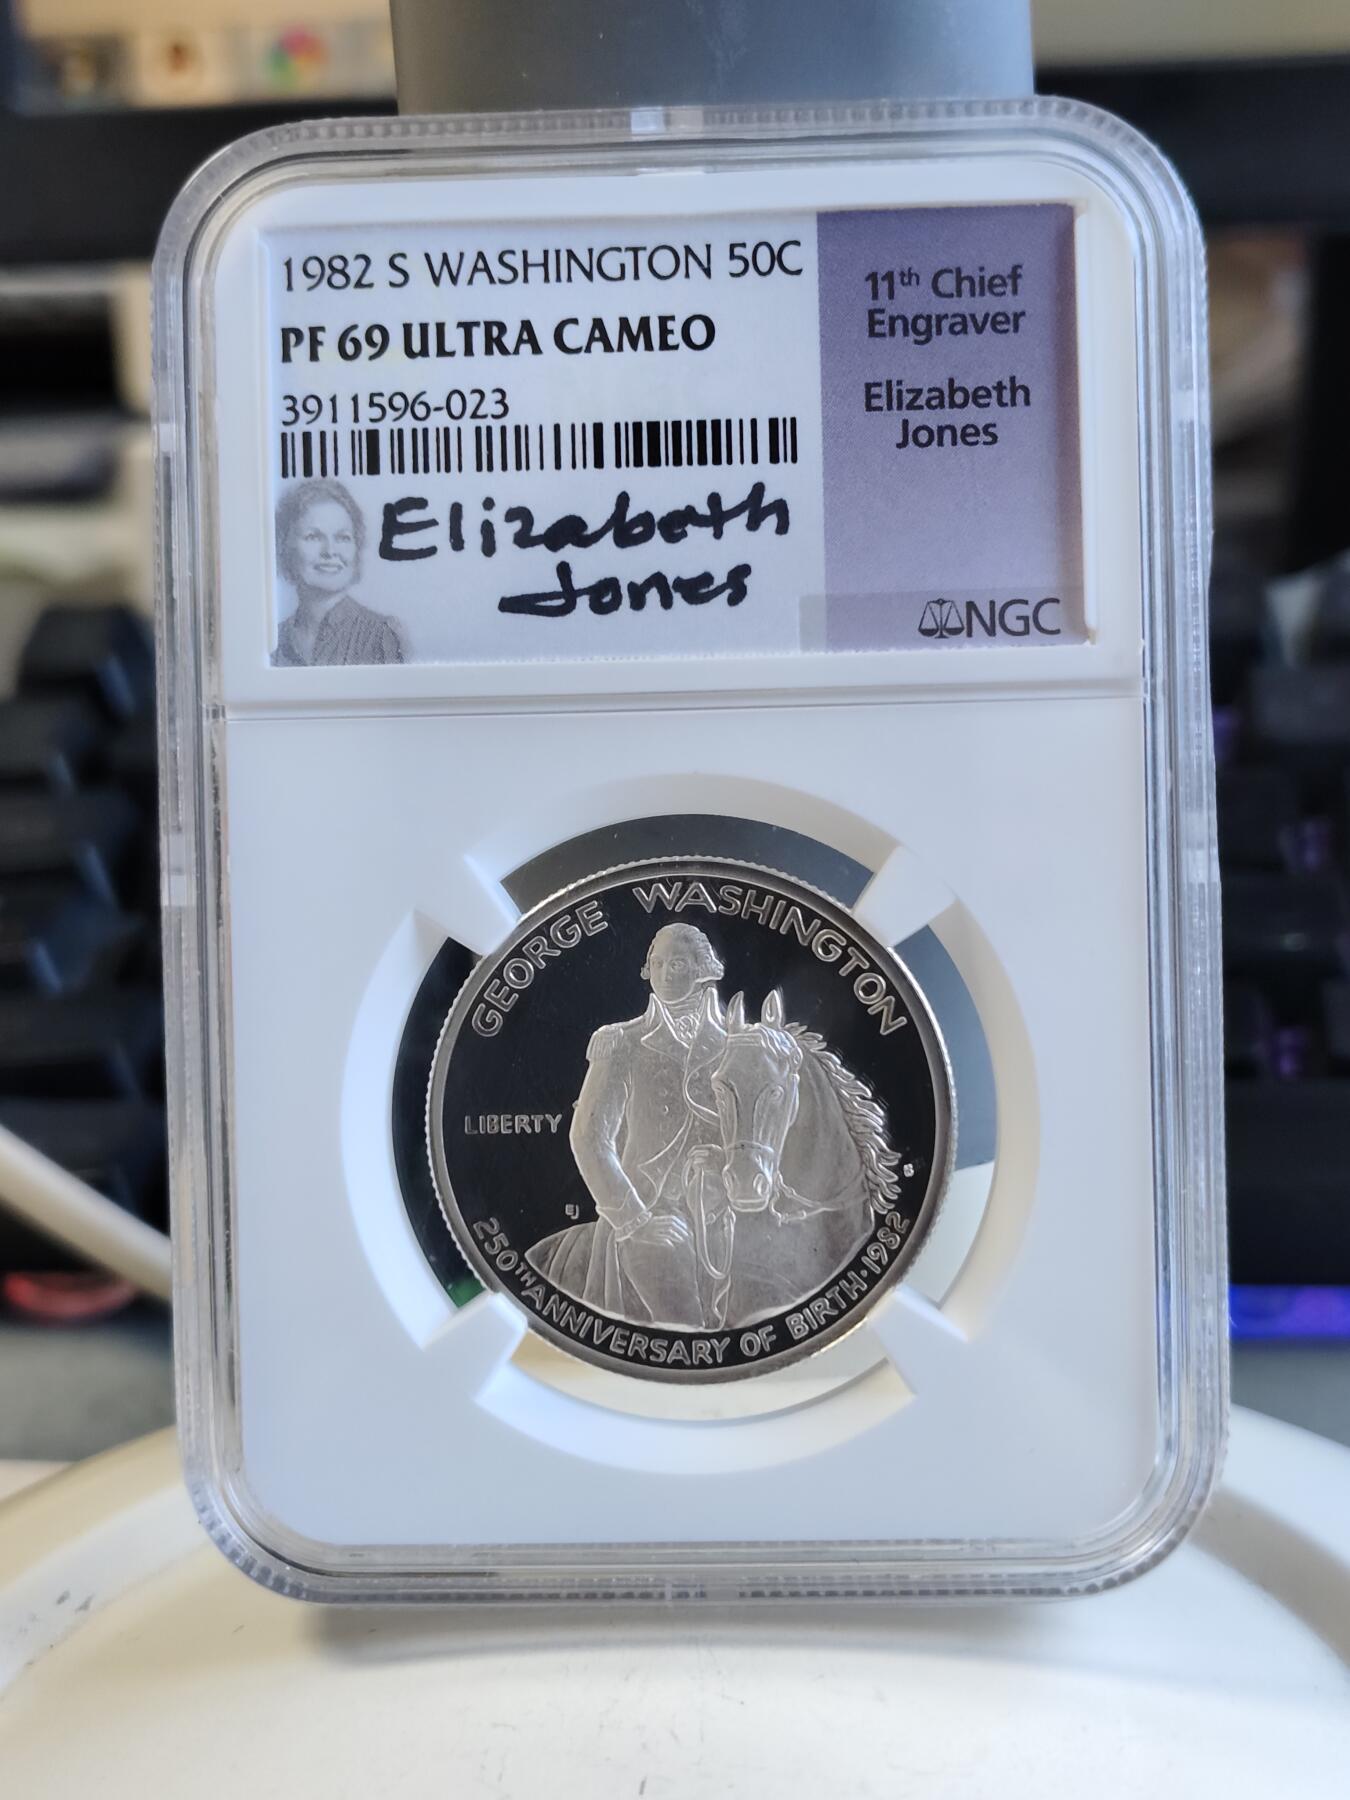 1982 S WASHINGTON 50C
PF 69 ULTRA CAMEO
3911596-023
Elizabeth
Jones
11th Chief
Engraver
Elizabeth
Jones
NGC
GEORGE WASHINGTON
LIBERTY
EJ
S
250TH ANNIVERSARY OF BIRTH · 1982